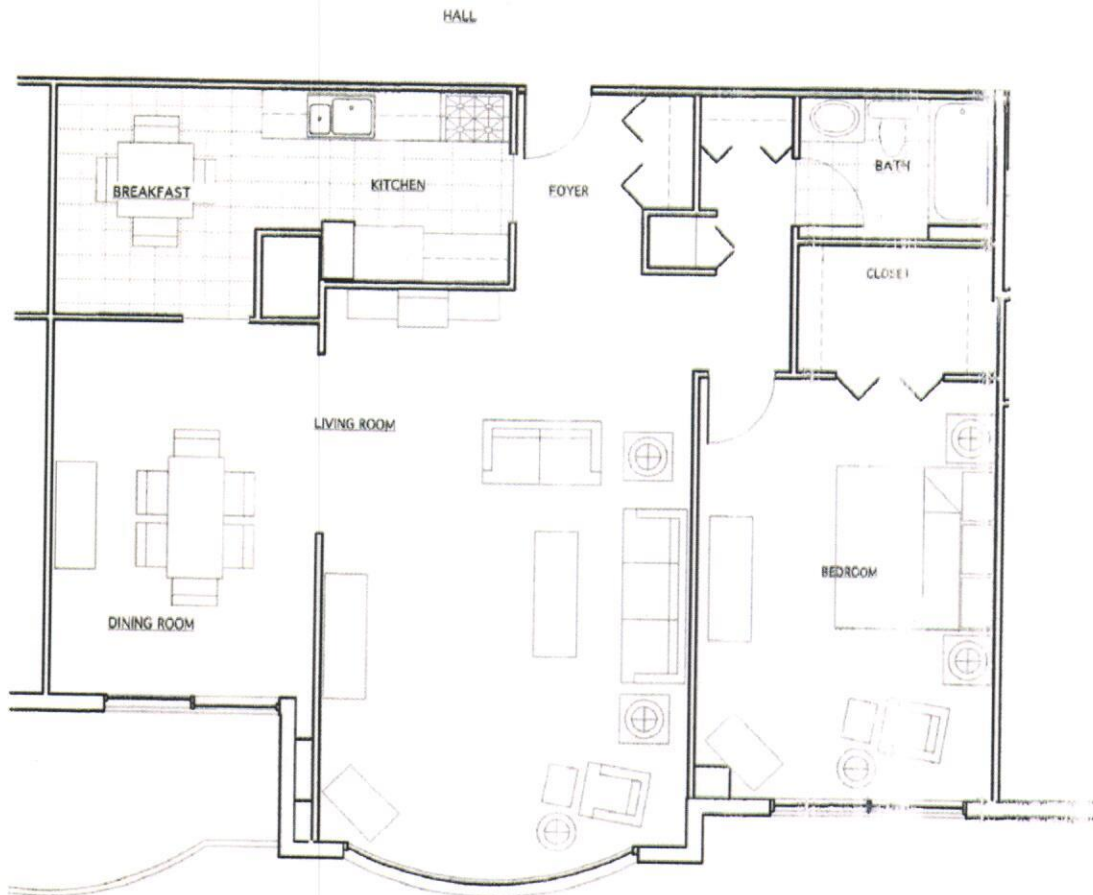 HALL
BREAKFAST
KITCHEN
FOYER
BATH
CLOSET
LIVING ROOM
BEDROOM
DINING ROOM